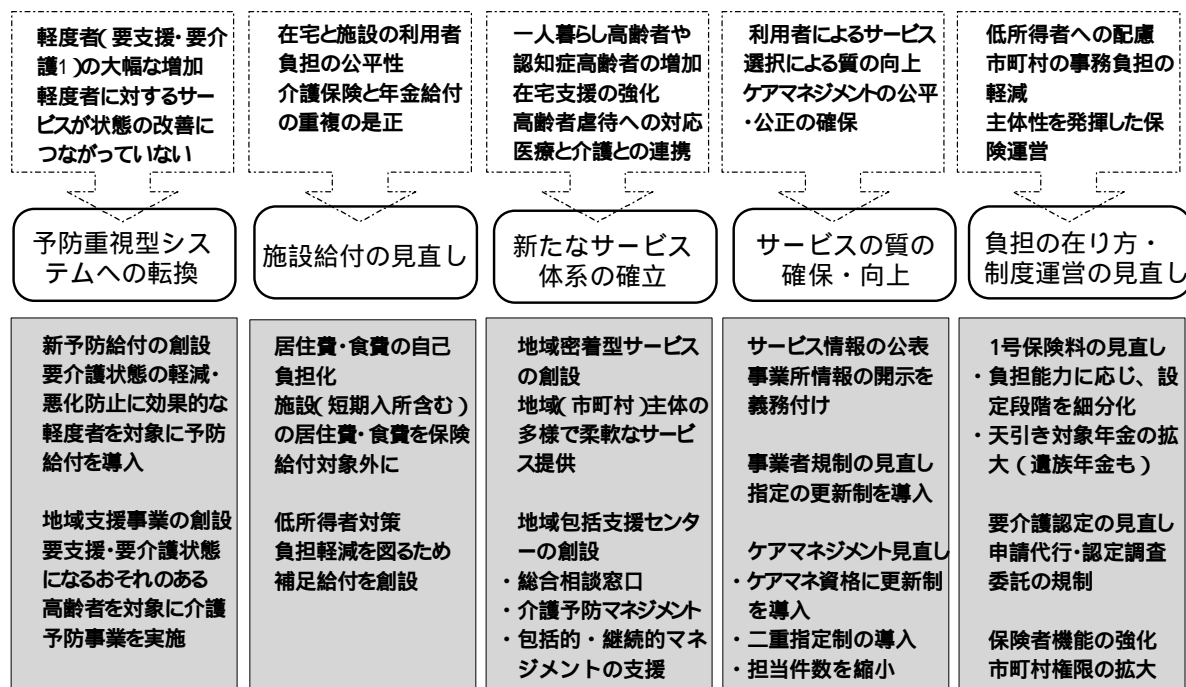 軽度者(要支援・要介
護1)の大幅な増加
軽度者に対するサー
ビスが状態の改善に
つながっていない
予防重視型シス
テムへの転換
新予防給付の創設
要介護状態の軽減・
悪化防止に効果的な
軽度者を対象に予防
給付を導入
地域支援事業の創設
要支援・要介護状態
になるおそれのある
高齢者を対象に介護
予防事業を実施
在宅と施設の利用者
負担の公平性
介護保険と年金給付
の重複の是正
施設給付の見直し
居住費・食費の自己
負担化
施設(短期入所含む)
の居住費・食費を保険
給付対象外に
低所得者対策
負担軽減を図るため
補足給付を創設
一人暮らし高齢者や
認知症高齢者の増加
在宅支援の強化
高齢者虐待への対応
医療と介護との連携
新たなサービス
体系の確立
地域密着型サービス
の創設
地域(市町村)主体の
多様で柔軟なサービ
ス提供
地域包括支援センタ
ーの創設
・総合相談窓口
・介護予防マネジメント
・包括的・継続的マネ
ジメントの支援
利用者によるサービス
選択による質の向上
ケアマネジメントの公平
・公正の確保
サービスの質の
確保・向上
サービス情報の公表
事業所情報の開示を
義務付け
事業者規制の見直し
指定の更新制を導入
ケアマネジメント見直し
・ケアマネ資格に更新制
を導入
・二重指定制の導入
・担当件数を縮小
低所得者への配慮
市町村の事務負担の
軽減
主体性を発揮した保
険運営
負担の在り方・
制度運営の見直し
1号保険料の見直し
・負担能力に応じ、設
定段階を細分化
・天引き対象年金の拡
大(遺族年金も)
要介護認定の見直し
申請代行・認定調査
委託の規制
保険者機能の強化
市町村権限の拡大